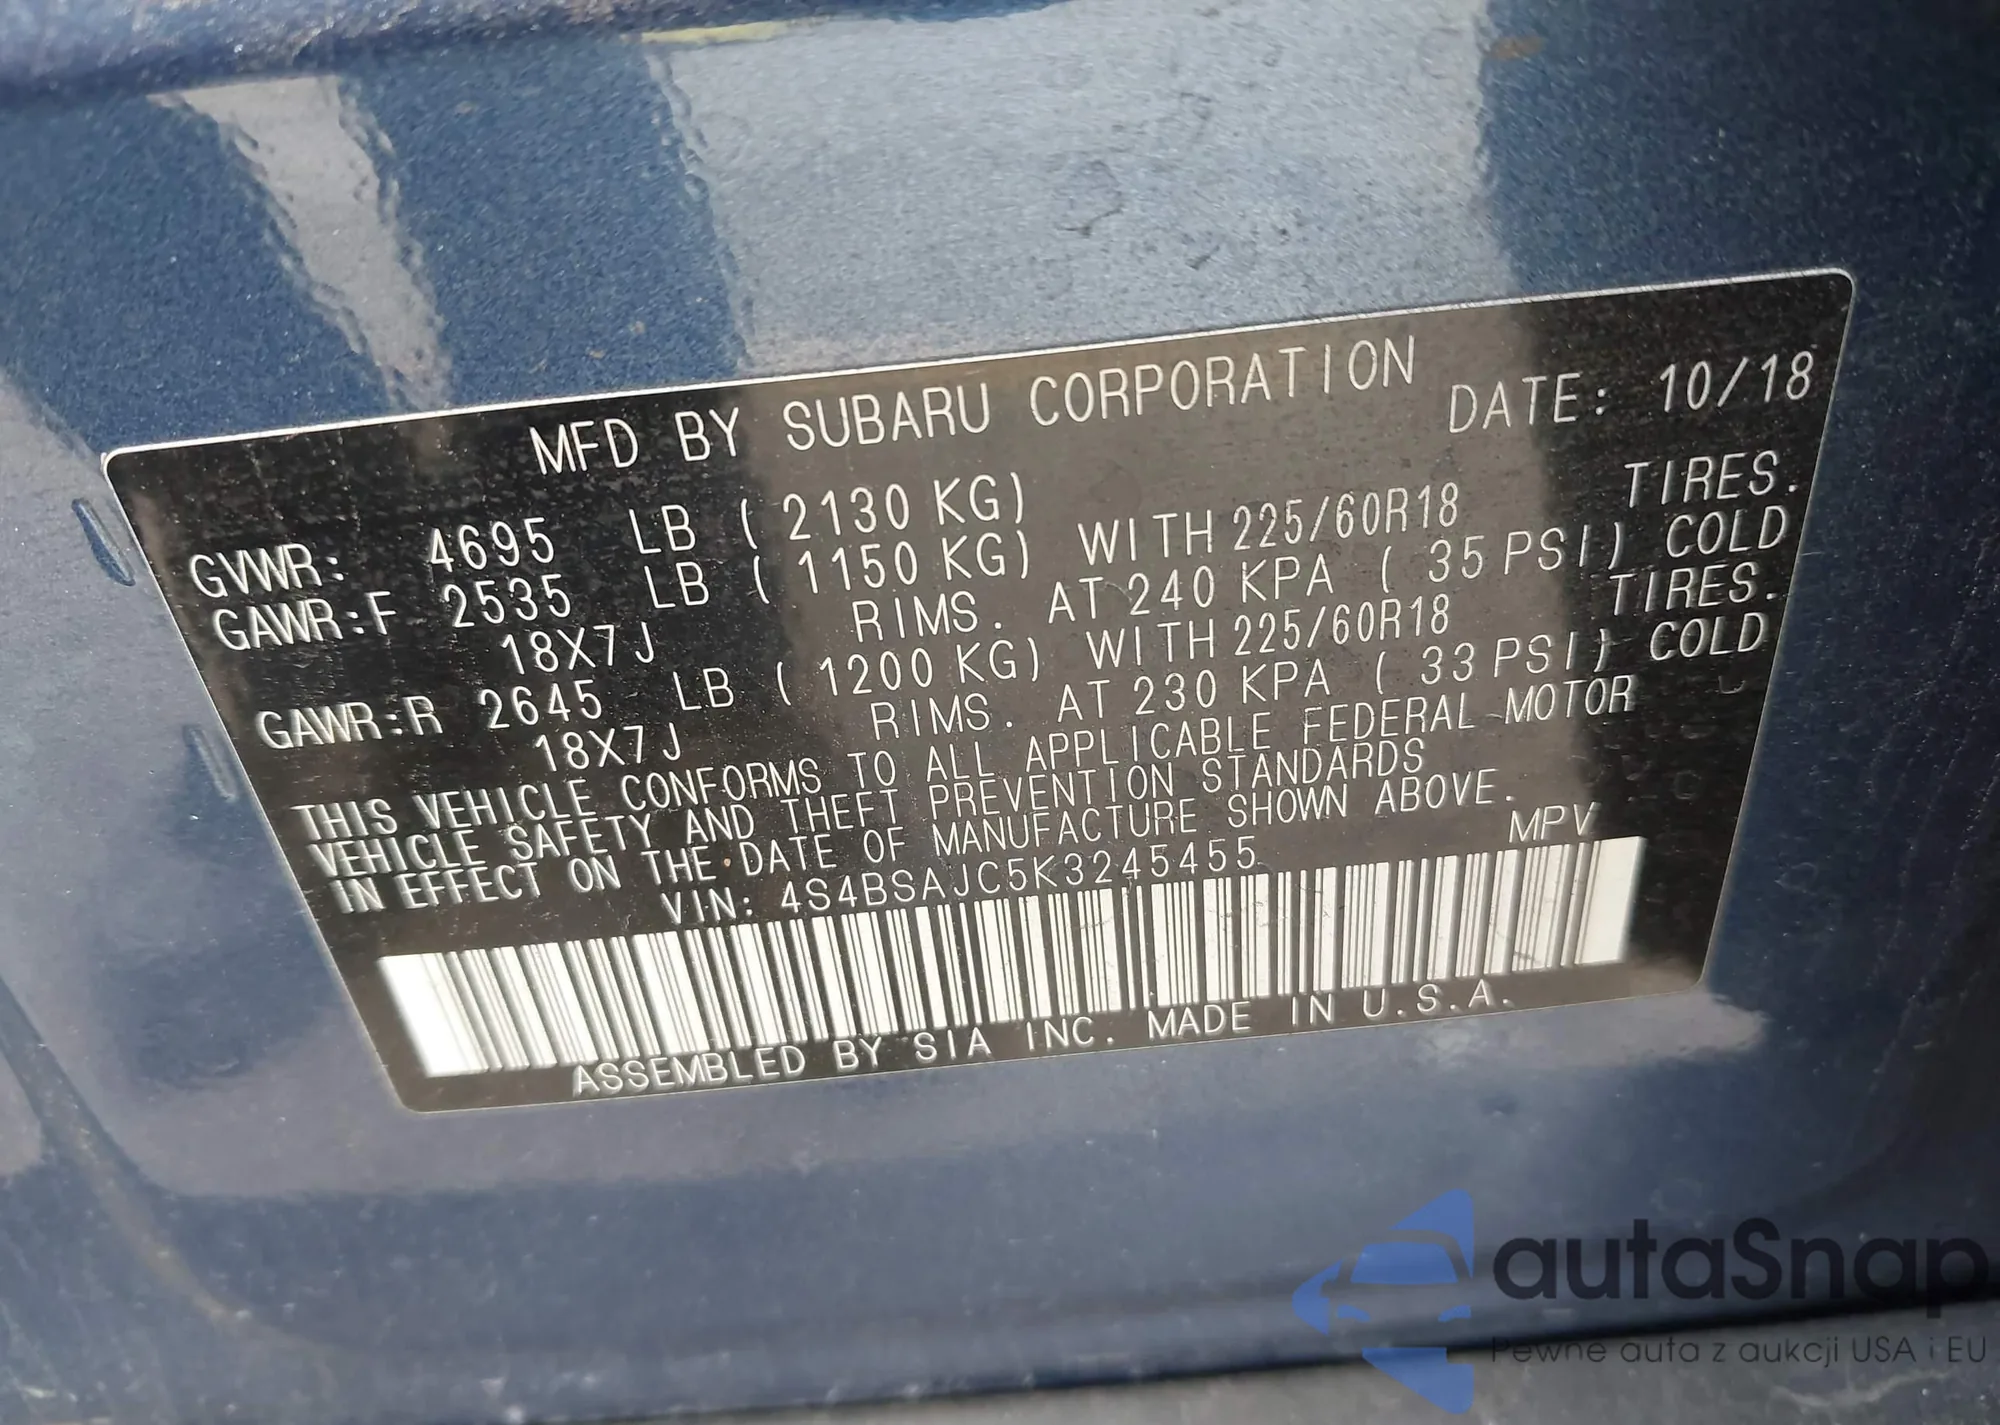 MFD BY SUBARU CORPORATION DATE: 10/18
GVWR: 4695 LB ( 2130 KG) TIRES.
GAWR:F 2535 LB ( 1150 KG) WITH 225/60R18
18X7J RIMS. AT 240 KPA ( 35 PSI) COLD
TIRES.
GAWR:R 2645 LB ( 1200 KG) WITH 225/60R18
18X7J RIMS. AT 230 KPA ( 33 PSI) COLD
THIS VEHICLE CONFORMS TO ALL APPLICABLE FEDERAL MOTOR
VEHICLE SAFETY AND THEFT PREVENTION STANDARDS
IN EFFECT ON THE DATE OF MANUFACTURE SHOWN ABOVE.
VIN: 4S4BSAJC5K3245455 MPV
ASSEMBLED BY SIA INC. MADE IN U.S.A.
autaSnap
Pewne auta z aukcji USA i EU